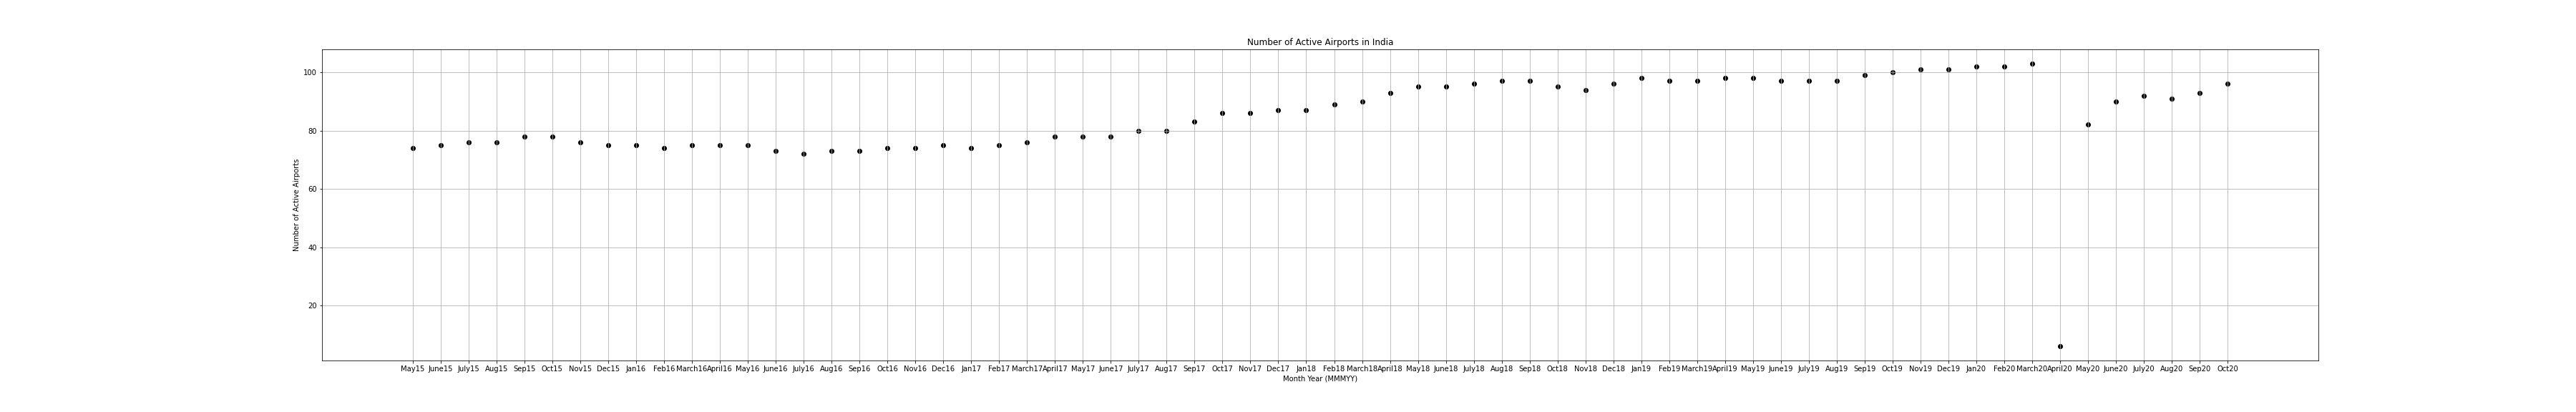 Number of Active Airports in India
100
80
60
40
20
Number of Active Airports
May15 June15 July15 Aug15 Sep15 Oct15 Nov15 Dec15 Jan16 Feb16 March16 April16 May16 June16 July16 Aug16 Sep16 Oct16 Nov16 Dec16 Jan17 Feb17 March17 April17 May17 June17 July17 Aug17 Sep17 Oct17 Nov17 Dec17 Jan18 Feb18 March18 April18 May18 June18 July18 Aug18 Sep18 Oct18 Nov18 Dec18 Jan19 Feb19 March19 April19 May19 June19 July19 Aug19 Sep19 Oct19 Nov19 Dec19 Jan20 Feb20 March20 April20 May20 June20 July20 Aug20 Sep20 Oct20
Month Year (MMMYY)